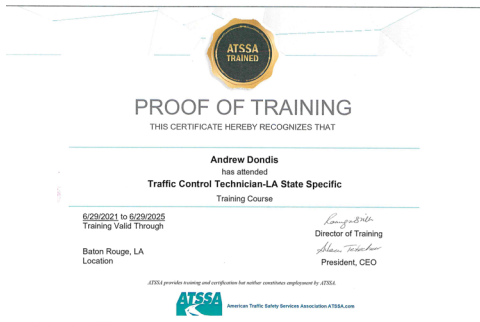 ATSSA
TRAINED
PROOF OF TRAINING
THIS CERTIFICATE HEREBY RECOGNIZES THAT
Andrew Dondis
has attended
Traffic Control Technician-LA State Specific
Training Course
6/29/2021 to 6/29/2025
Training Valid Through
Director of Training
Baton Rouge, LA
Location
President, CEO
ATSSA provides training and certification but neither constitutes employment by ATSSA.
ATSSA
American Traffic Safety Services Association ATSSA.com